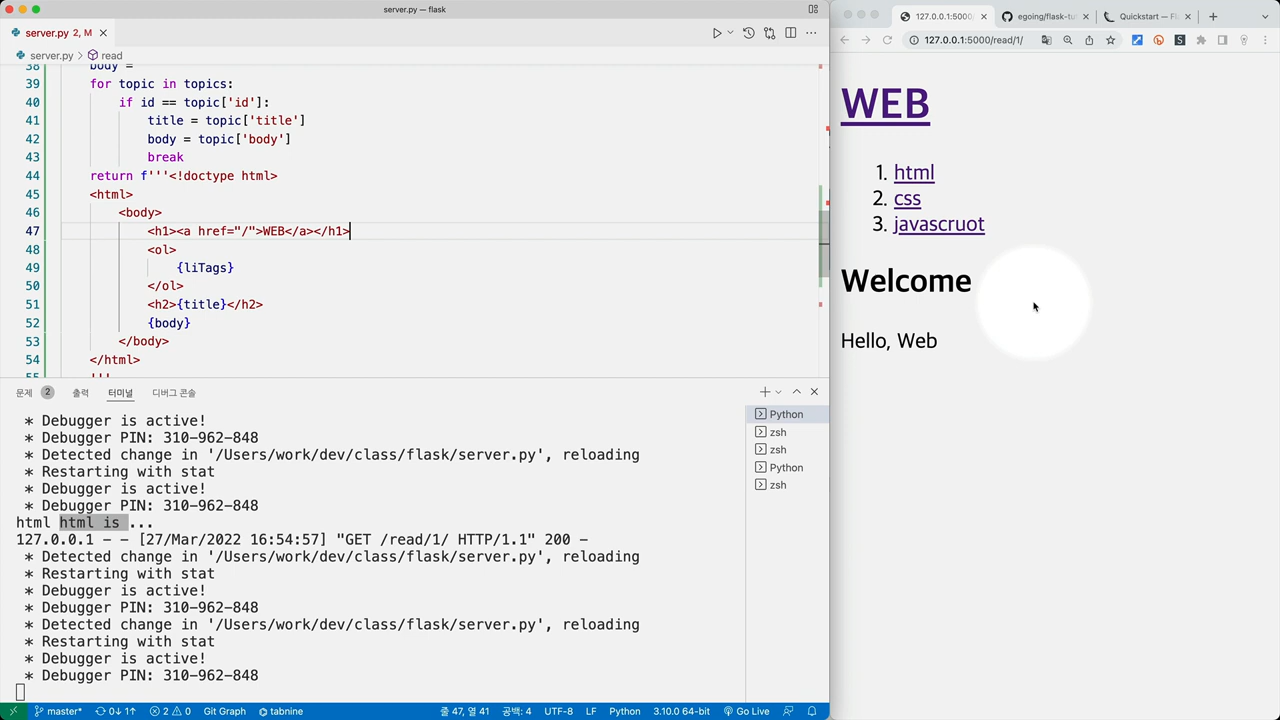 server.py — flask
server.py 2, M
server.py > read
38 body =
39 for topic in topics:
40 if id == topic['id']:
41 title = topic['title']
42 body = topic['body']
43 break
44 return f'''<!doctype html>
45 <html>
46 <body>
47 <h1><a href="/">WEB</a></h1>
48 <ol>
49 {liTags}
50 </ol>
51 <h2>{title}</h2>
52 {body}
53 </body>
54 </html>
55 '''
문제 2 출력 터미널 디버그 콘솔
* Debugger is active!
* Debugger PIN: 310-962-848
* Detected change in '/Users/work/dev/class/flask/server.py', reloading
* Restarting with stat
* Debugger is active!
* Debugger PIN: 310-962-848
html html is ...
127.0.0.1 - - [27/Mar/2022 16:54:57] "GET /read/1/ HTTP/1.1" 200 -
* Detected change in '/Users/work/dev/class/flask/server.py', reloading
* Restarting with stat
* Debugger is active!
* Debugger PIN: 310-962-848
* Detected change in '/Users/work/dev/class/flask/server.py', reloading
* Restarting with stat
* Debugger is active!
* Debugger PIN: 310-962-848
Python
zsh
zsh
Python
zsh
master* 0↓ 1↑ 2 0 Git Graph tabnine 줄 47, 열 41 공백: 4 UTF-8 LF Python 3.10.0 64-bit Go Live
127.0.0.1:5000/ egoing/flask-tu Quickstart — Fl
127.0.0.1:5000/read/1/
WEB
1. html
2. css
3. javascruot
Welcome
Hello, Web